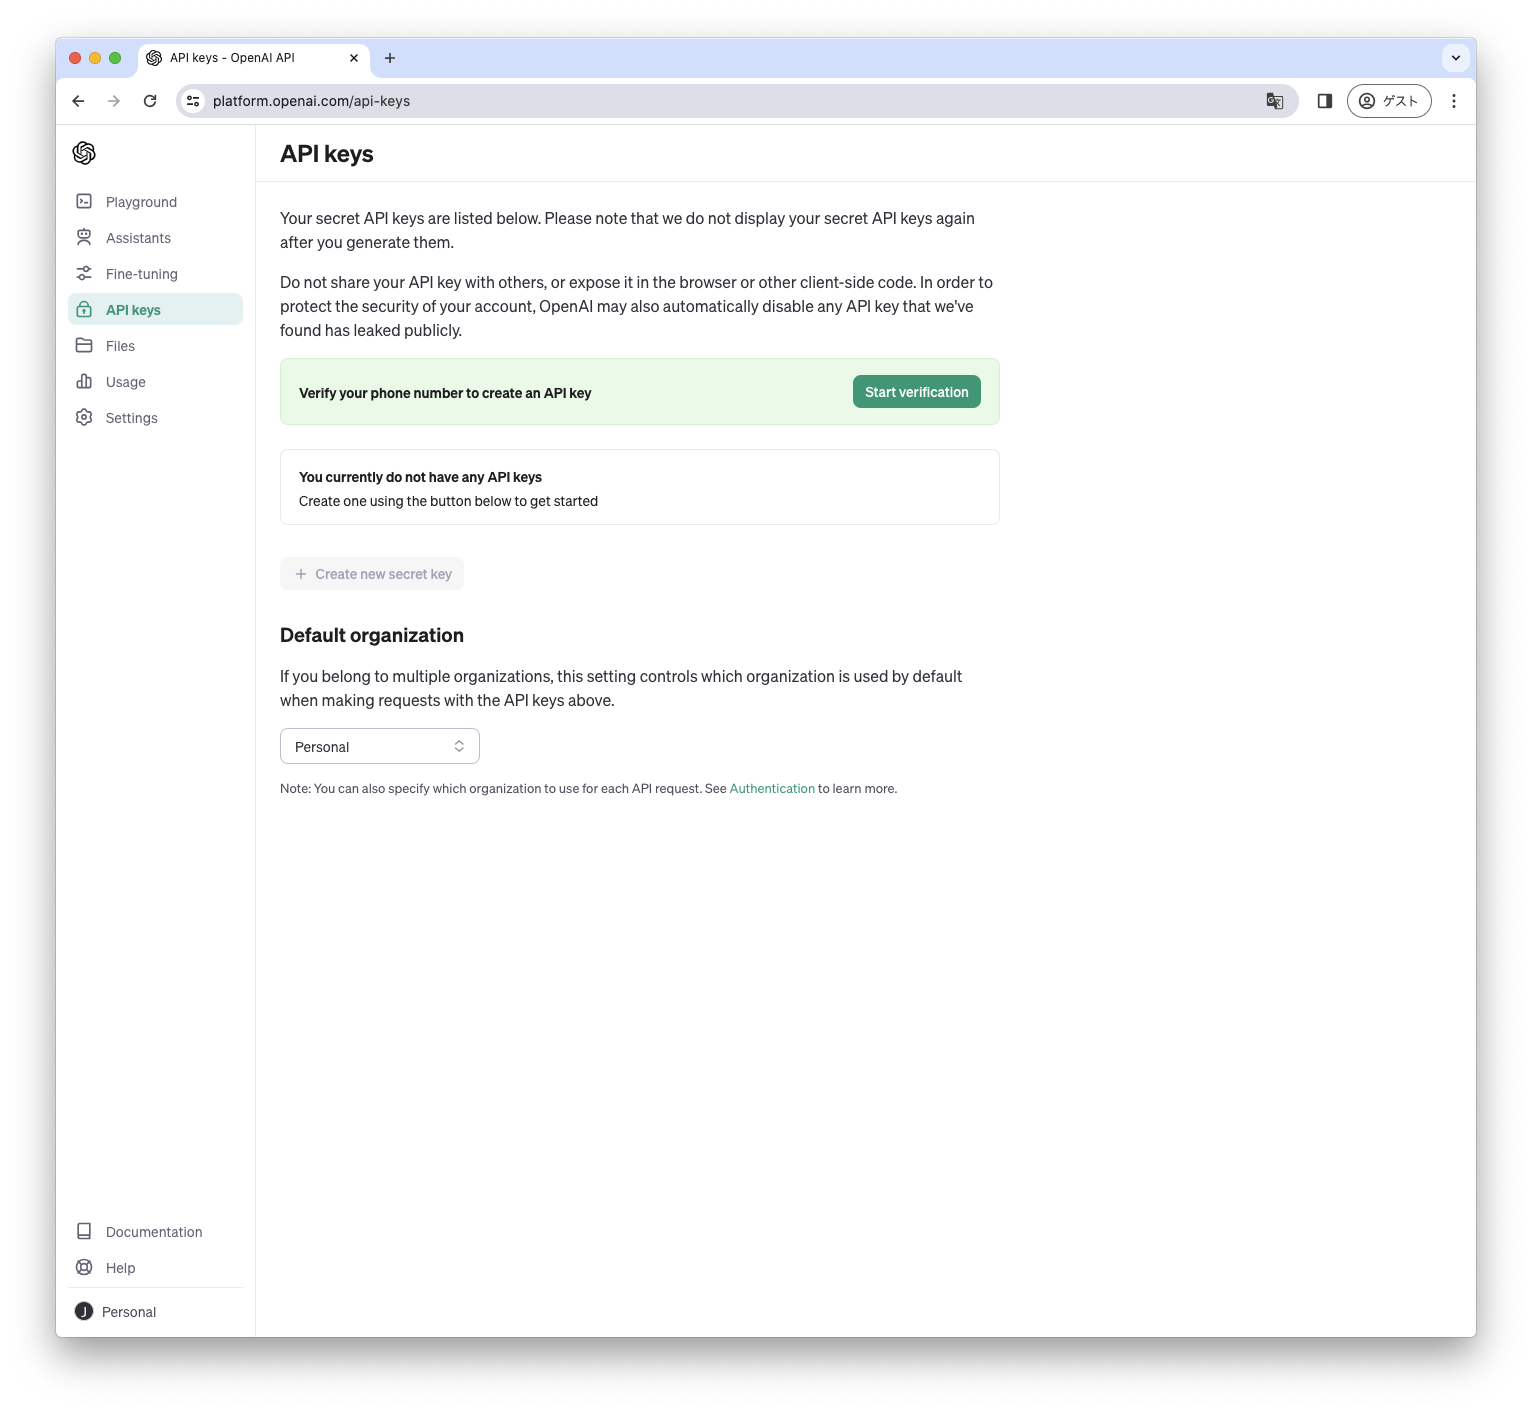 API keys - OpenAI API
platform.openai.com/api-keys
ゲスト
API keys
Playground
Assistants
Fine-tuning
API keys
Files
Usage
Settings
Your secret API keys are listed below. Please note that we do not display your secret API keys again
after you generate them.
Do not share your API key with others, or expose it in the browser or other client-side code. In order to
protect the security of your account, OpenAI may also automatically disable any API key that we've
found has leaked publicly.
Verify your phone number to create an API key
Start verification
You currently do not have any API keys
Create one using the button below to get started
+ Create new secret key
Default organization
If you belong to multiple organizations, this setting controls which organization is used by default
when making requests with the API keys above.
Personal
Note: You can also specify which organization to use for each API request. See Authentication to learn more.
Documentation
Help
J Personal